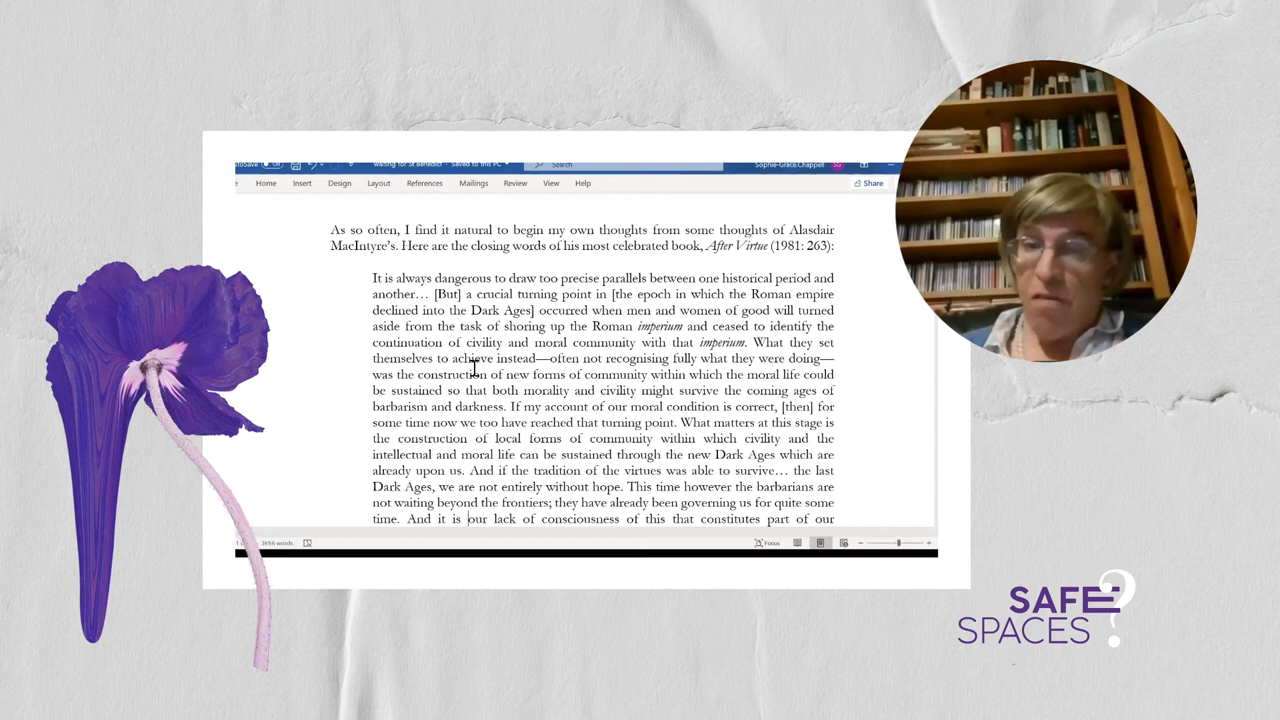 Waiting for St Benedict - Saved to this PC
Search
Sophie-Grace.Chappell
SG
Home Insert Design Layout References Mailings Review View Help
Share
As so often, I find it natural to begin my own thoughts from some thoughts of Alasdair
MacIntyre's. Here are the closing words of his most celebrated book, After Virtue (1981: 263):
It is always dangerous to draw too precise parallels between one historical period and
another… [But] a crucial turning point in [the epoch in which the Roman empire
declined into the Dark Ages] occurred when men and women of good will turned
aside from the task of shoring up the Roman imperium and ceased to identify the
continuation of civility and moral community with that imperium. What they set
themselves to achieve instead—often not recognising fully what they were doing—
was the construction of new forms of community within which the moral life could
be sustained so that both morality and civility might survive the coming ages of
barbarism and darkness. If my account of our moral condition is correct, [then] for
some time now we too have reached that turning point. What matters at this stage is
the construction of local forms of community within which civility and the
intellectual and moral life can be sustained through the new Dark Ages which are
already upon us. And if the tradition of the virtues was able to survive… the last
Dark Ages, we are not entirely without hope. This time however the barbarians are
not waiting beyond the frontiers; they have already been governing us for quite some
time. And it is our lack of consciousness of this that constitutes part of our
words
Focus
SAFE
SPACES?